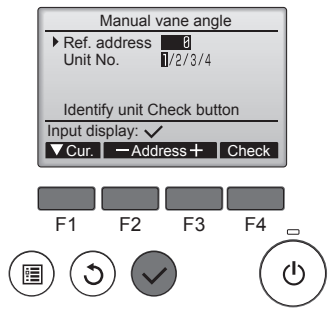 Manual vane angle
Ref. address 0
Unit No. 1/2/3/4
Identify unit Check button
Input display: ✓
▼Cur. －Address＋ Check
F1 F2 F3 F4